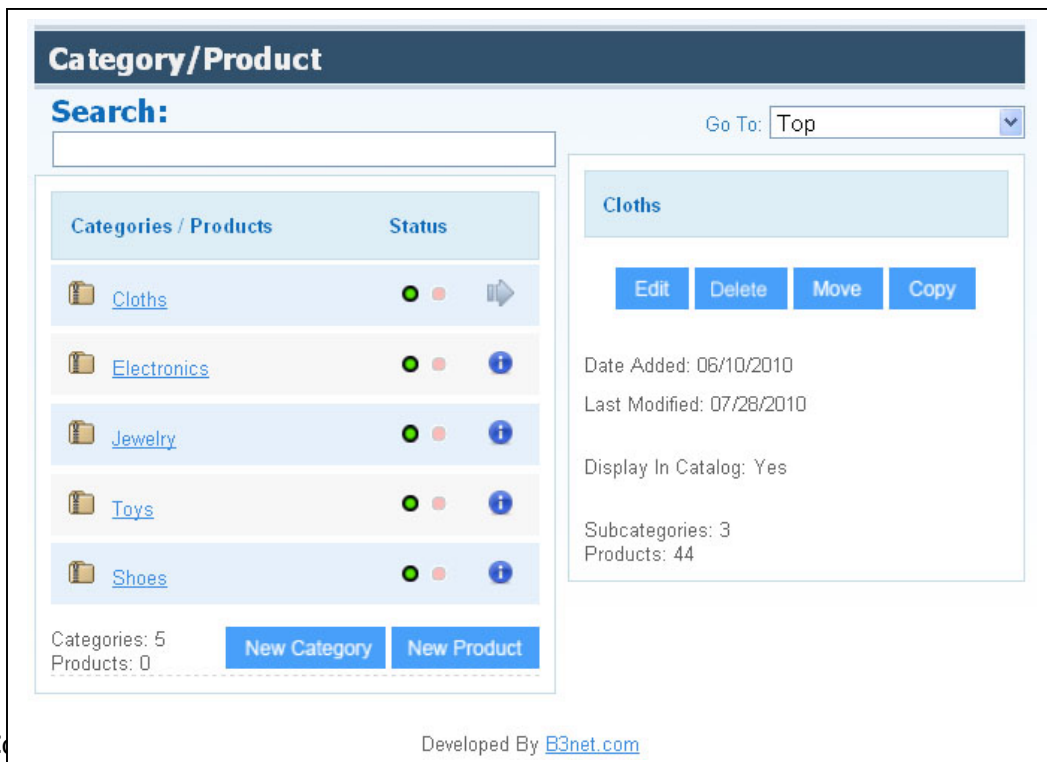 Category/Product
Search:
Go To: Top
Categories / Products Status
Cloths
Electronics
Jewelry
Toys
Shoes
Categories: 5
Products: 0
New Category New Product
Cloths
Edit Delete Move Copy
Date Added: 06/10/2010
Last Modified: 07/28/2010
Display In Catalog: Yes
Subcategories: 3
Products: 44
Developed By B3net.com